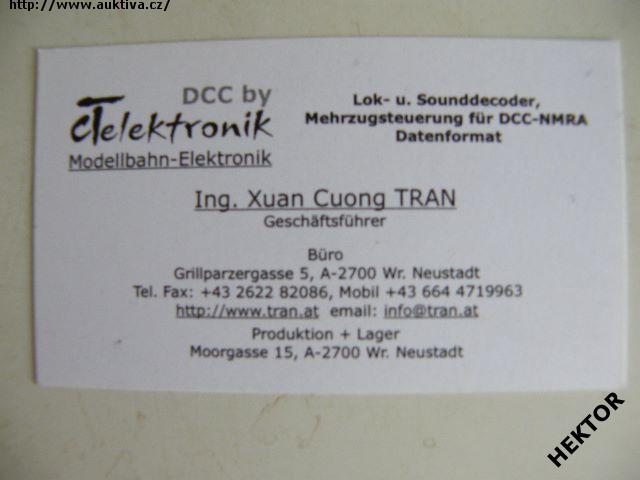 http://www.auktiva.cz/
DCC by
cTelektronik
Modellbahn-Elektronik
Lok- u. Sounddecoder,
Mehrzugsteuerung für DCC-NMRA
Datenformat
Ing. Xuan Cuong TRAN
Geschäftsführer
Büro
Grillparzergasse 5, A-2700 Wr. Neustadt
Tel. Fax: +43 2622 82086, Mobil +43 664 4719963
http://www.tran.at email: info@tran.at
Produktion + Lager
Moorgasse 15, A-2700 Wr. Neustadt
HEKTOR